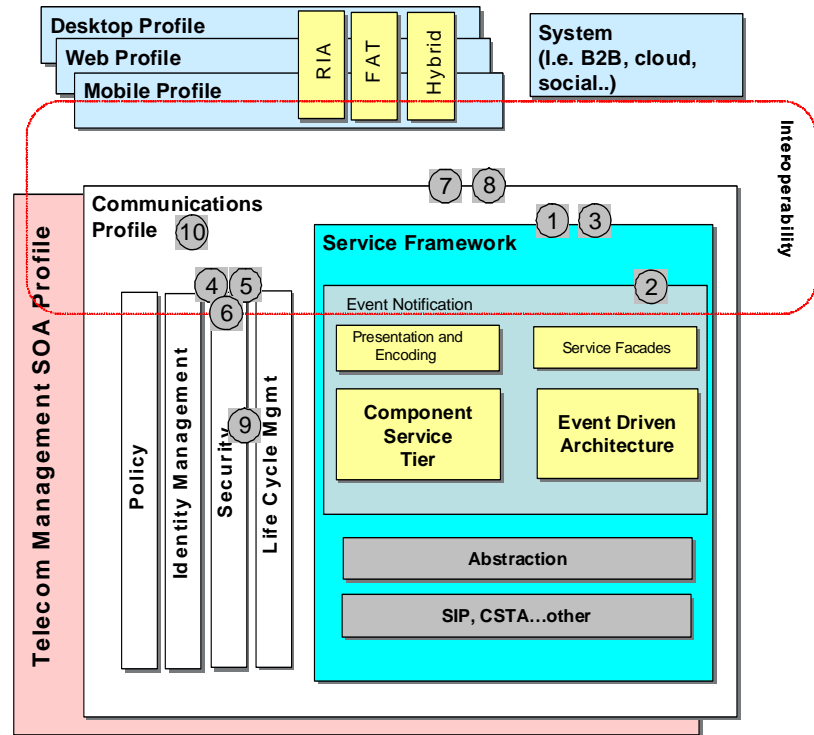 Desktop Profile
Web Profile
Mobile Profile
RIA
FAT
Hybrid
System
(I.e. B2B, cloud,
social..)
Interoperability
Telecom Management SOA Profile
Communications
Profile
10
7
8
1
3
Service Framework
4
5
6
2
Event Notification
Presentation and
Encoding
Service Facades
Policy
Identity Management
Security
Life Cycle Mgmt
9
Component
Service
Tier
Event Driven
Architecture
Abstraction
SIP, CSTA...other